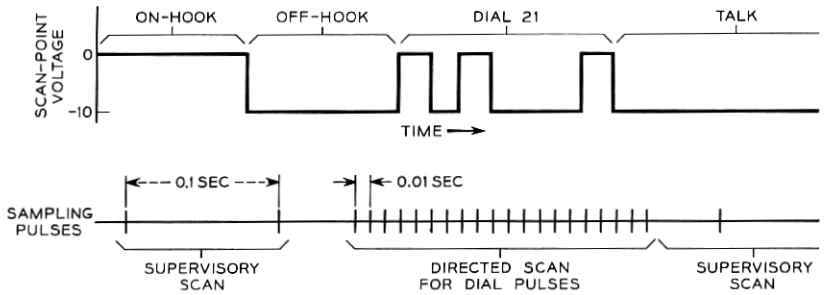 ON-HOOK OFF-HOOK DIAL 21 TALK
SCAN-POINT
VOLTAGE
0
-10
TIME
0.1 SEC 0.01 SEC
SAMPLING
PULSES
SUPERVISORY
SCAN
DIRECTED SCAN
FOR DIAL PULSES
SUPERVISORY
SCAN